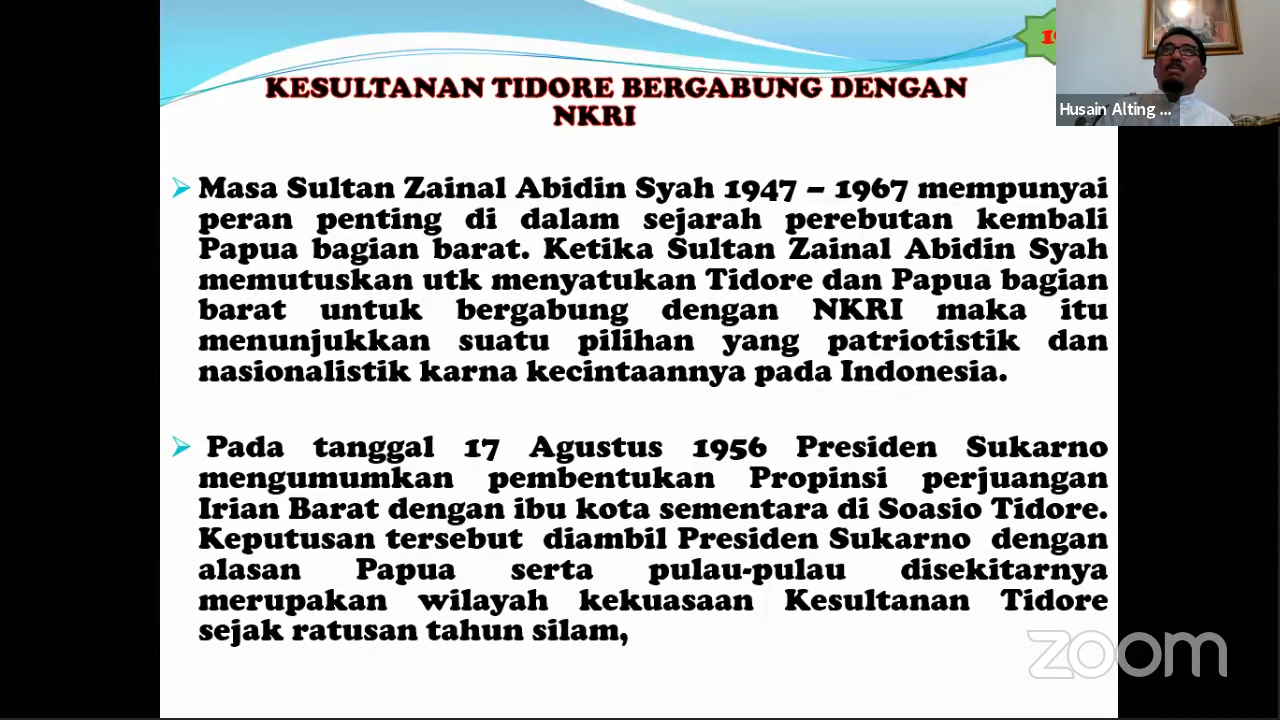 KESULTANAN TIDORE BERGABUNG DENGAN
NKRI
Husain Alting ...
Masa Sultan Zainal Abidin Syah 1947 – 1967 mempunyai
peran penting di dalam sejarah perebutan kembali
Papua bagian barat. Ketika Sultan Zainal Abidin Syah
memutuskan utk menyatukan Tidore dan Papua bagian
barat untuk bergabung dengan NKRI maka itu
menunjukkan suatu pilihan yang patriotistik dan
nasionalistik karna kecintaannya pada Indonesia.
Pada tanggal 17 Agustus 1956 Presiden Sukarno
mengumumkan pembentukan Propinsi perjuangan
Irian Barat dengan ibu kota sementara di Soasio Tidore.
Keputusan tersebut diambil Presiden Sukarno dengan
alasan Papua serta pulau-pulau disekitarnya
merupakan wilayah kekuasaan Kesultanan Tidore
sejak ratusan tahun silam,
zoom